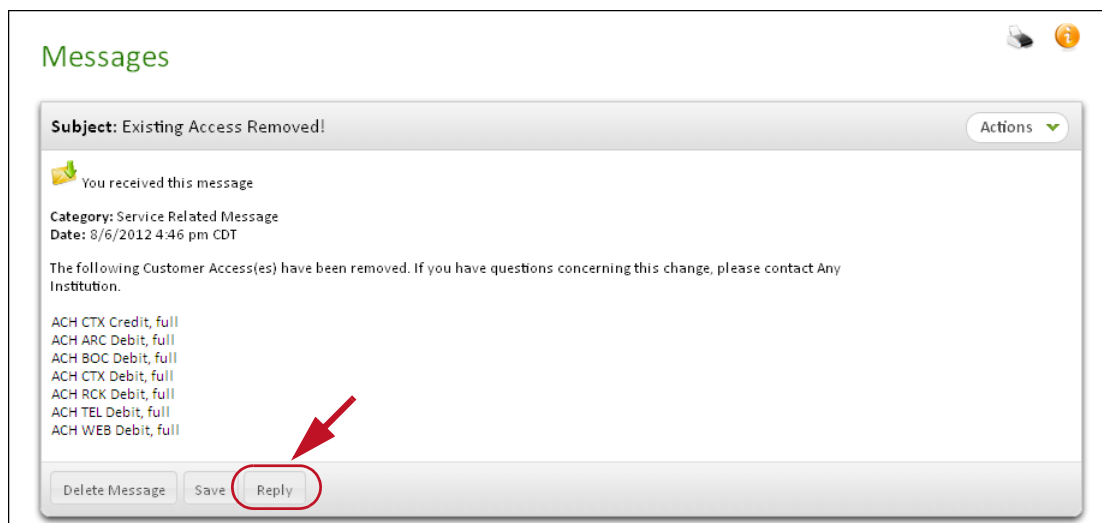 Messages
Subject: Existing Access Removed!
Actions
You received this message
Category: Service Related Message
Date: 8/6/2012 4:46 pm CDT
The following Customer Access(es) have been removed. If you have questions concerning this change, please contact Any
Institution.
ACH CTX Credit, full
ACH ARC Debit, full
ACH BOC Debit, full
ACH CTX Debit, full
ACH RCK Debit, full
ACH TEL Debit, full
ACH WEB Debit, full
Delete Message Save Reply